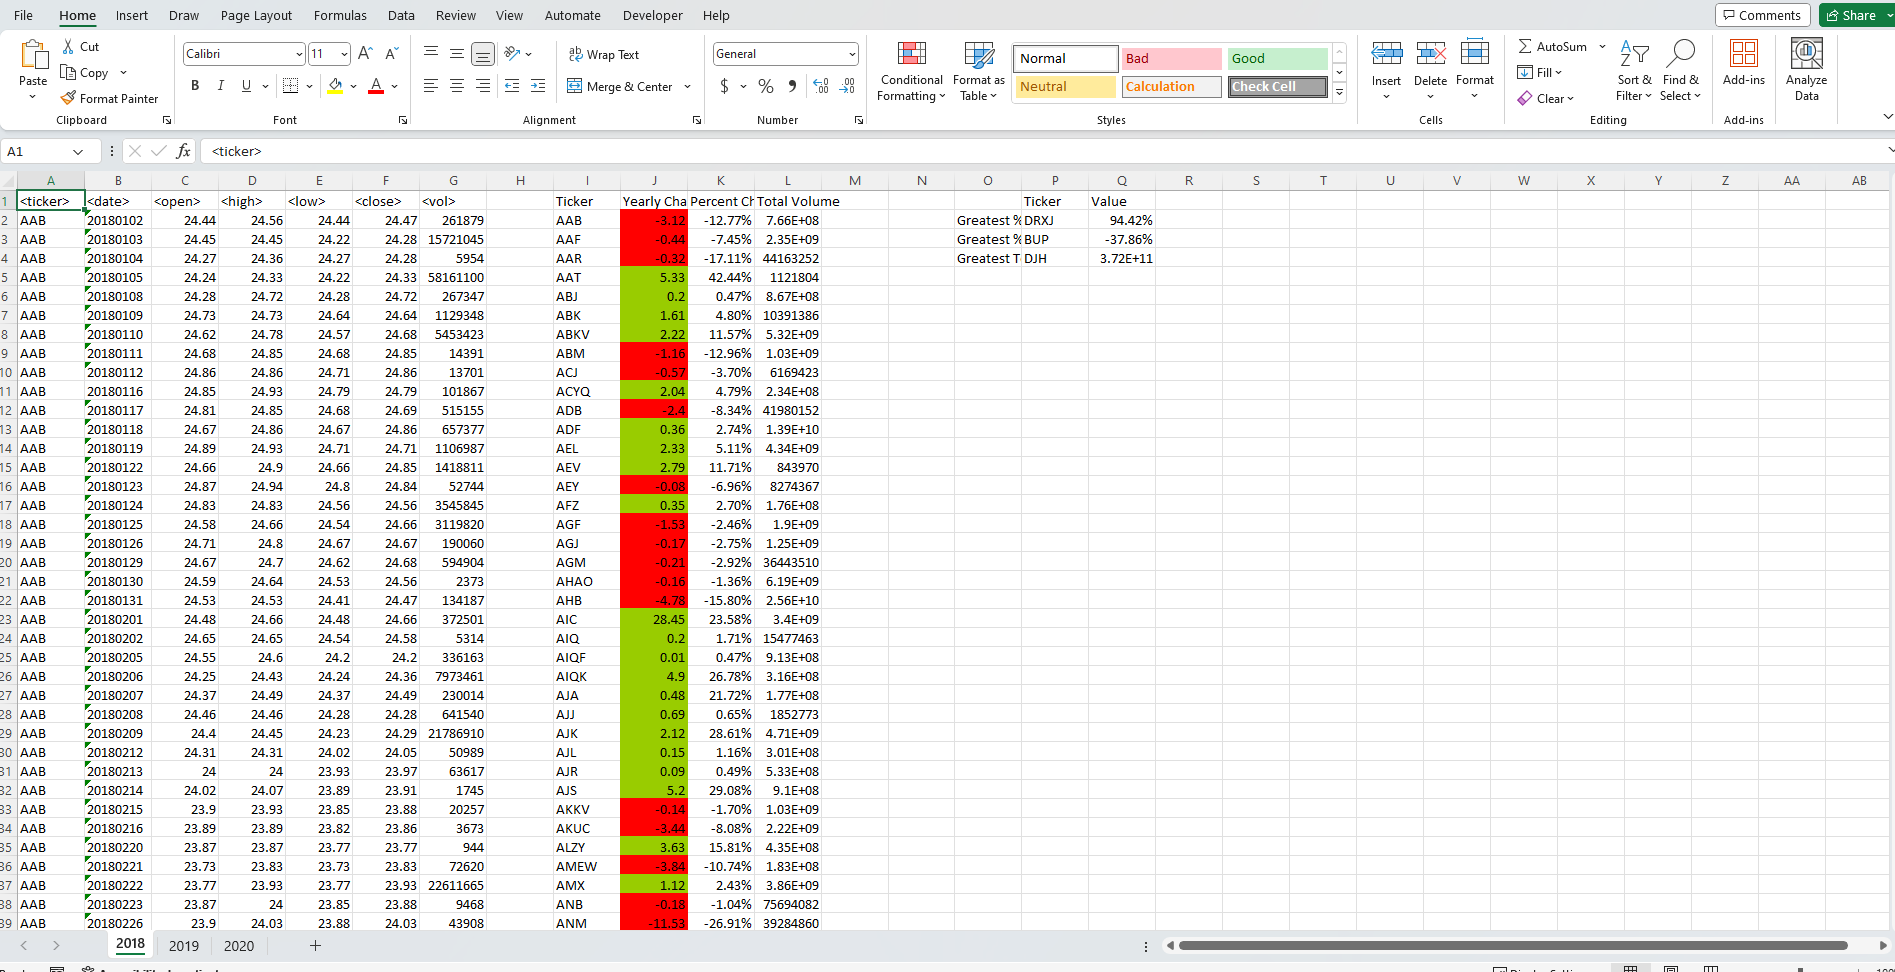 File Home Insert Draw Page Layout Formulas Data Review View Automate Developer Help Comments Share
Paste Cut Copy Format Painter Clipboard
Calibri 11 B I U A Font
Wrap Text Merge & Center Alignment
General $ % 9 Number
Conditional Formatting Format as Table
Normal Bad Good
Neutral Calculation Check Cell
Styles
Insert Delete Format Cells
AutoSum Fill Clear Sort & Filter Find & Select Editing
Add-ins Add-ins
Analyze Data
A1 fx <ticker>
A B C D E F G H I J K L M N O P Q R S T U V W X Y Z AA AB
1 <ticker> <date> <open> <high> <low> <close> <vol> Ticker Yearly Cha Percent Ch Total Volume Ticker Value
2 AAB 20180102 24.44 24.56 24.44 24.47 261879 AAB -3.12 -12.77% 7.66E+08 Greatest % DRXJ 94.42%
3 AAB 20180103 24.45 24.45 24.22 24.28 15721045 AAF -0.44 -7.45% 2.35E+09 Greatest % BUP -37.86%
4 AAB 20180104 24.27 24.36 24.27 24.28 5954 AAR -0.32 -17.11% 44163252 Greatest T DJH 3.72E+11
5 AAB 20180105 24.24 24.33 24.22 24.33 58161100 AAT 5.33 42.44% 1121804
6 AAB 20180108 24.28 24.72 24.28 24.72 267347 ABJ 0.2 0.47% 8.67E+08
7 AAB 20180109 24.73 24.73 24.64 24.64 1129348 ABK 1.61 4.80% 10391386
8 AAB 20180110 24.62 24.78 24.57 24.68 5453423 ABKV 2.22 11.57% 5.32E+09
9 AAB 20180111 24.68 24.85 24.68 24.85 14391 ABM -1.16 -12.96% 1.03E+09
10 AAB 20180112 24.86 24.86 24.71 24.86 13701 ACJ -0.57 -3.70% 6169423
11 AAB 20180116 24.85 24.93 24.79 24.79 101867 ACYQ 2.04 4.79% 2.34E+08
12 AAB 20180117 24.81 24.85 24.68 24.69 515155 ADB -2.4 -8.34% 41980152
13 AAB 20180118 24.67 24.86 24.67 24.86 657377 ADF 0.36 2.74% 1.39E+10
14 AAB 20180119 24.89 24.93 24.71 24.71 1106987 AEL 2.33 5.11% 4.34E+09
15 AAB 20180122 24.66 24.9 24.66 24.85 1418811 AEV 2.79 11.71% 843970
16 AAB 20180123 24.87 24.94 24.8 24.84 52744 AEY -0.08 -6.96% 8274367
17 AAB 20180124 24.83 24.83 24.56 24.56 3545845 AFZ 0.35 2.70% 1.76E+08
18 AAB 20180125 24.58 24.66 24.54 24.66 3119820 AGF -1.53 -2.46% 1.9E+09
19 AAB 20180126 24.71 24.8 24.67 24.67 190060 AGJ -0.17 -2.75% 1.25E+09
20 AAB 20180129 24.67 24.7 24.62 24.68 594904 AGM -0.21 -2.92% 36443510
21 AAB 20180130 24.59 24.64 24.53 24.56 2373 AHAO -0.16 -1.36% 6.19E+09
22 AAB 20180131 24.53 24.53 24.41 24.47 134187 AHB -4.78 -15.80% 2.56E+10
23 AAB 20180201 24.48 24.66 24.48 24.66 372501 AIC 28.45 23.58% 3.4E+09
24 AAB 20180202 24.65 24.65 24.54 24.58 5314 AIQ 0.2 1.71% 15477463
25 AAB 20180205 24.55 24.6 24.2 24.2 336163 AIQF 0.01 0.47% 9.13E+08
26 AAB 20180206 24.25 24.43 24.24 24.36 7973461 AIQK 4.9 26.78% 3.16E+08
27 AAB 20180207 24.37 24.49 24.37 24.49 230014 AJA 0.48 21.72% 1.77E+08
28 AAB 20180208 24.46 24.46 24.28 24.28 641540 AJJ 0.69 0.65% 1852773
29 AAB 20180209 24.4 24.45 24.23 24.29 21786910 AJK 2.12 28.61% 4.71E+09
30 AAB 20180212 24.31 24.31 24.02 24.05 50989 AJL 0.15 1.16% 3.01E+08
31 AAB 20180213 24 24 23.93 23.97 63617 AJR 0.09 0.49% 5.33E+08
32 AAB 20180214 24.02 24.07 23.89 23.91 1745 AJS 5.2 29.08% 9.1E+08
33 AAB 20180215 23.9 23.93 23.85 23.88 20257 AKKV -0.14 -1.70% 1.03E+09
34 AAB 20180216 23.89 23.89 23.82 23.86 3673 AKUC -3.44 -8.08% 2.22E+09
35 AAB 20180220 23.87 23.87 23.77 23.77 944 ALZY 3.63 15.81% 4.35E+08
36 AAB 20180221 23.73 23.83 23.73 23.83 72620 AMEW -3.84 -10.74% 1.83E+08
37 AAB 20180222 23.77 23.93 23.77 23.93 22611665 AMX 1.12 2.43% 3.86E+09
38 AAB 20180223 23.87 24 23.85 23.88 9468 ANB -0.18 -1.04% 75694082
39 AAB 20180226 23.9 24.03 23.88 24.03 43908 ANM -11.53 -26.91% 39284860
2018 2019 2020